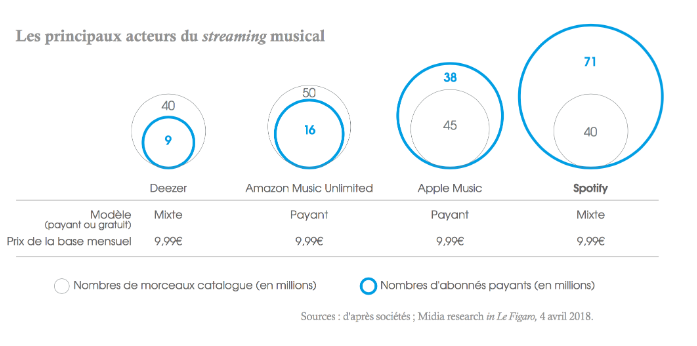 Les principaux acteurs du streaming musical
40
9
50
16
38
45
71
40
Deezer Amazon Music Unlimited Apple Music Spotify
Modèle Mixte Payant Payant Mixte
(payant ou gratuit)
Prix de la base mensuel 9,99€ 9,99€ 9,99€ 9,99€
Nombres de morceaux catalogue (en millions) Nombres d'abonnés payants (en millions)
Sources : d'après sociétés ; Midia research in Le Figaro, 4 avril 2018.